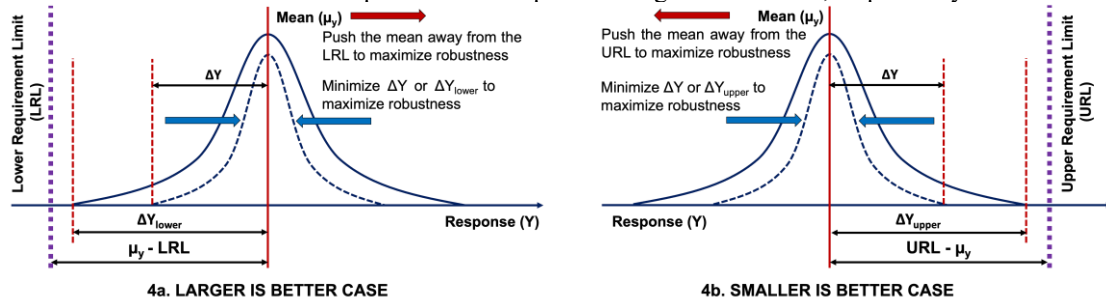 Mean (μy)
Push the mean away from the
LRL to maximize robustness
Minimize ΔY or ΔYlower to
maximize robustness
Lower Requirement Limit
(LRL)
ΔY
Response (Y)
ΔYlower
μy - LRL
4a. LARGER IS BETTER CASE
Mean (μy)
Push the mean away from the
URL to maximize robustness
Minimize ΔY or ΔYupper to
maximize robustness
ΔY
Upper Requirement Limit
(URL)
Response (Y)
ΔYupper
URL - μy
4b. SMALLER IS BETTER CASE